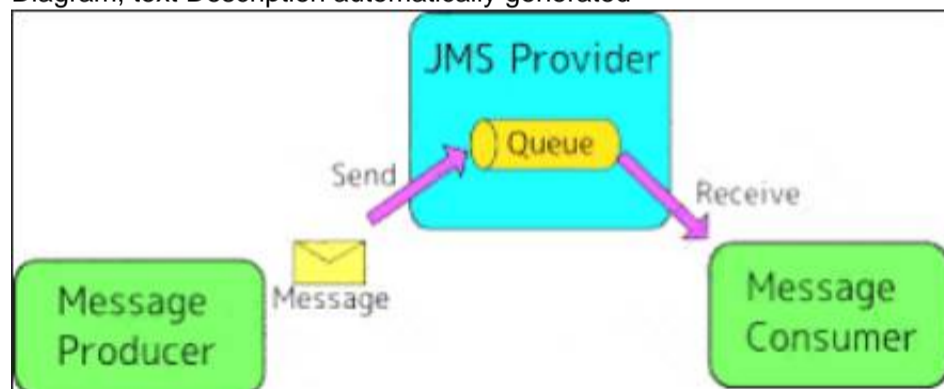 Diagram, text Description automatically generated
JMS Provider
Queue
Send
Receive
Message
Message
Producer
Message
Consumer